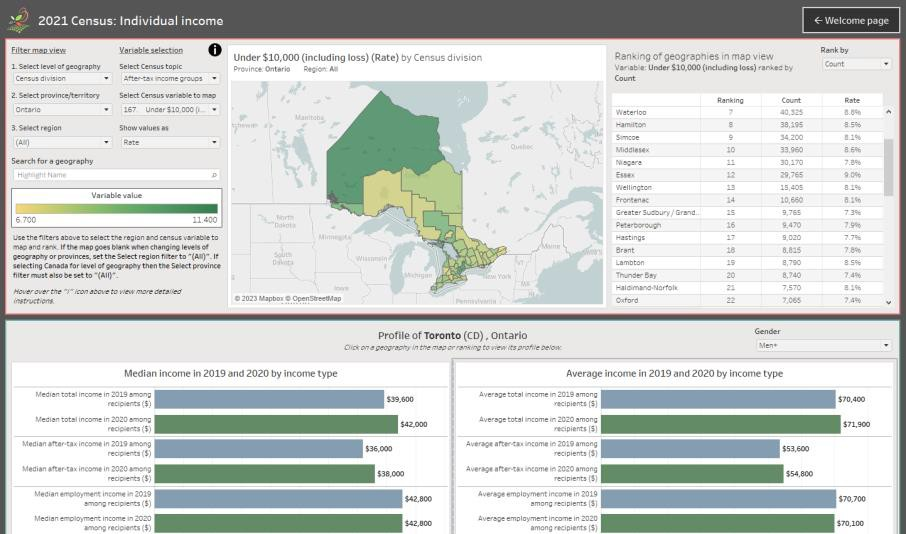 2021 Census: Individual income
← Welcome page
Filter map view
Variable selection
i
1. Select level of geography
Census division
Select Census topic
After-tax income groups
2. Select province/territory
Ontario
Select Census variable to map
167. Under $10,000 (i...
3. Select region
(All)
Show values as
Rate
Search for a geography
Highlight Name
Variable value
6.700
11.400
Use the filters above to select the region and census variable to
map and rank. If the map goes blank when changing levels of
geography or provinces, set the Select region filter to "(All)". If
selecting Canada for level of geography then the Select province
filter must also be set to "(All)".
Hover over the "i" icon above to view more detailed
instructions.
Under $10,000 (including loss) (Rate) by Census division
Province: Ontario Region: All
Manitoba
Quebec
North
Dakota
Minnesota
South
Dakota
Wisconsin
Michigan
Iowa
New York
Maine
VT
NH
MA
Pennsylvania
© 2023 Mapbox © OpenStreetMap
Ranking of geographies in map view
Variable: Under $10,000 (including loss) ranked by
Count
Rank by
Count
Ranking Count Rate
Waterloo 7 40,325 8.8%
Hamilton 8 38,195 8.5%
Simcoe 9 34,200 8.1%
Middlesex 10 33,960 8.6%
Niagara 11 30,170 7.8%
Essex 12 29,765 9.0%
Wellington 13 15,405 8.1%
Frontenac 14 10,660 8.1%
Greater Sudbury / Grand.. 15 9,765 7.3%
Peterborough 16 9,470 7.9%
Hastings 17 9,020 7.7%
Brant 18 8,815 7.8%
Lambton 19 8,790 8.5%
Thunder Bay 20 8,740 7.4%
Haldimand-Norfolk 21 7,570 8.1%
Oxford 22 7,065 7.4%
Profile of Toronto (CD) , Ontario
Click on a geography in the map or ranking to view its profile below.
Gender
Men+
Median income in 2019 and 2020 by income type
Median total income in 2019 among
recipients ($)
$39,600
Median total income in 2020 among
recipients ($)
$42,000
Median after-tax income in 2019 among
recipients ($)
$36,000
Median after-tax income in 2020 among
recipients ($)
$38,000
Median employment income in 2019
among recipients ($)
$42,800
Median employment income in 2020
among recipients ($)
$42,800
Average income in 2019 and 2020 by income type
Average total income in 2019 among
recipients ($)
$70,400
Average total income in 2020 among
recipients ($)
$71,900
Average after-tax income in 2019 among
recipients ($)
$53,600
Average after-tax income in 2020 among
recipients ($)
$54,800
Average employment income in 2019
among recipients ($)
$70,700
Average employment income in 2020
among recipients ($)
$70,100